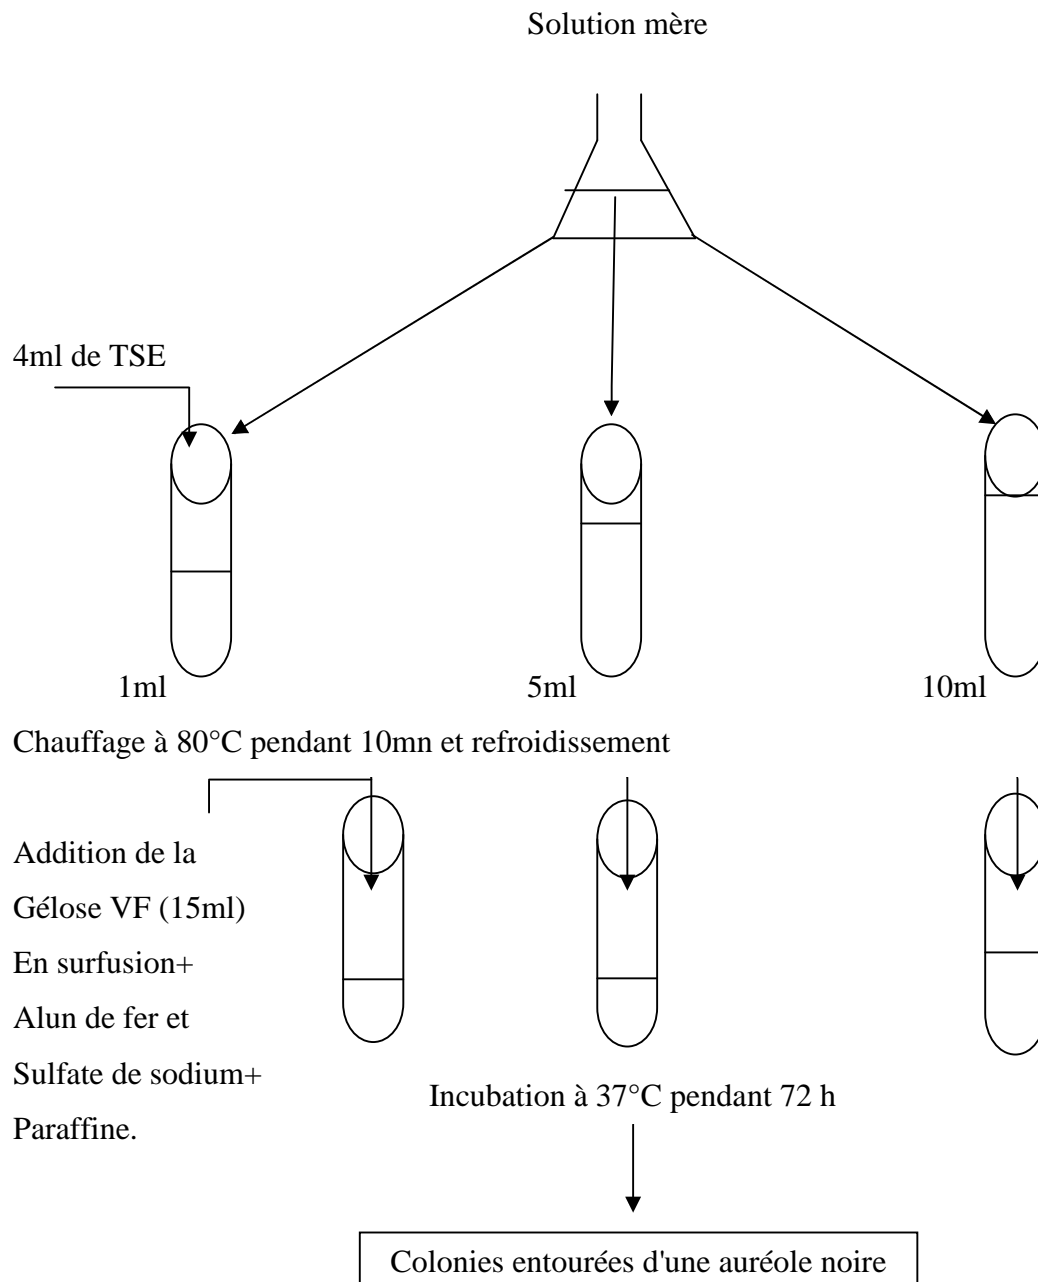 Solution mère
4ml de TSE
1ml
5ml
10ml
Chauffage à 80°C pendant 10mn et refroidissement
Addition de la
Gélose VF (15ml)
En surfusion+
Alun de fer et
Sulfate de sodium+
Paraffine.
Incubation à 37°C pendant 72 h
Colonies entourées d'une auréole noire